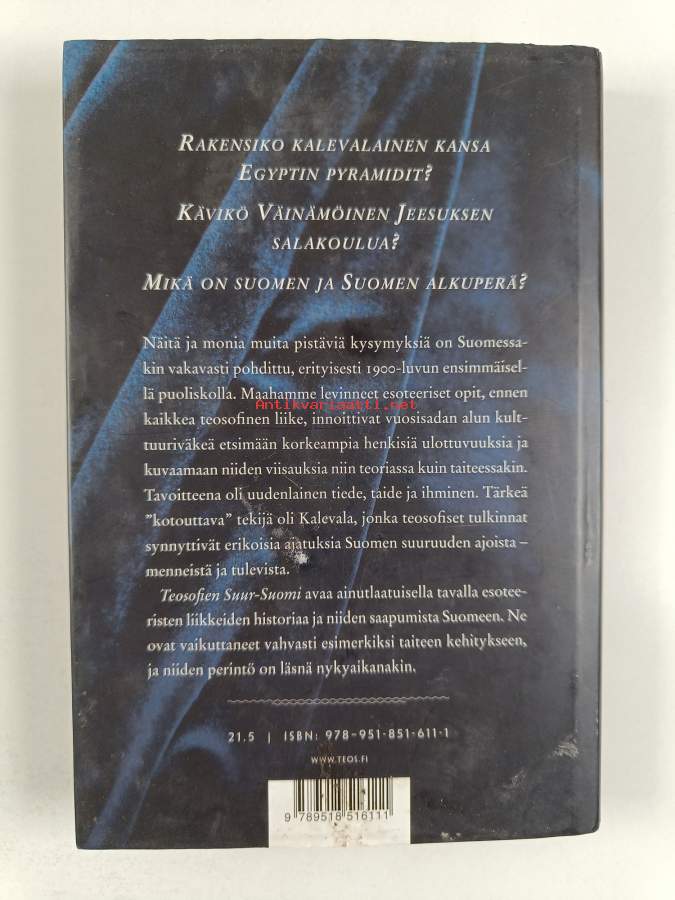 Rakensiko kalevalainen kansa
Egyptin pyramidit?
Kävikö Väinämöinen Jeesuksen
salakoulua?
Mikä on suomen ja Suomen alkuperä?
Näitä ja monia muita pistäviä kysymyksiä on Suomessa-
kin vakavasti pohdittu, erityisesti 1900-luvun ensimmäisel-
lä puoliskolla. Maahamme levinneet esoteeriset opit, ennen
Antikvariaatti.net
kaikkea teosofinen liike, innoittivat vuosisadan alun kult-
tuuriväkeä etsimään korkeampia henkisiä ulottuvuuksia ja
kuvaamaan niiden viisauksia niin teoriassa kuin taiteessakin.
Tavoitteena oli uudenlainen tiede, taide ja ihminen. Tärkeä
”kotouttava” tekijä oli Kalevala, jonka teosofiset tulkinnat
synnyttivät erikoisia ajatuksia Suomen suuruuden ajoista –
menneistä ja tulevista.
Teosofien Suur-Suomi avaa ainutlaatuisella tavalla esotee-
risten liikkeiden historiaa ja niiden saapumista Suomeen. Ne
ovat vaikuttaneet vahvasti esimerkiksi taiteen kehitykseen,
ja niiden perintö on läsnä nykyaikanakin.
21.5 | ISBN: 978-951-851-611-1
WWW.TEOS.FI
9 789518 516111